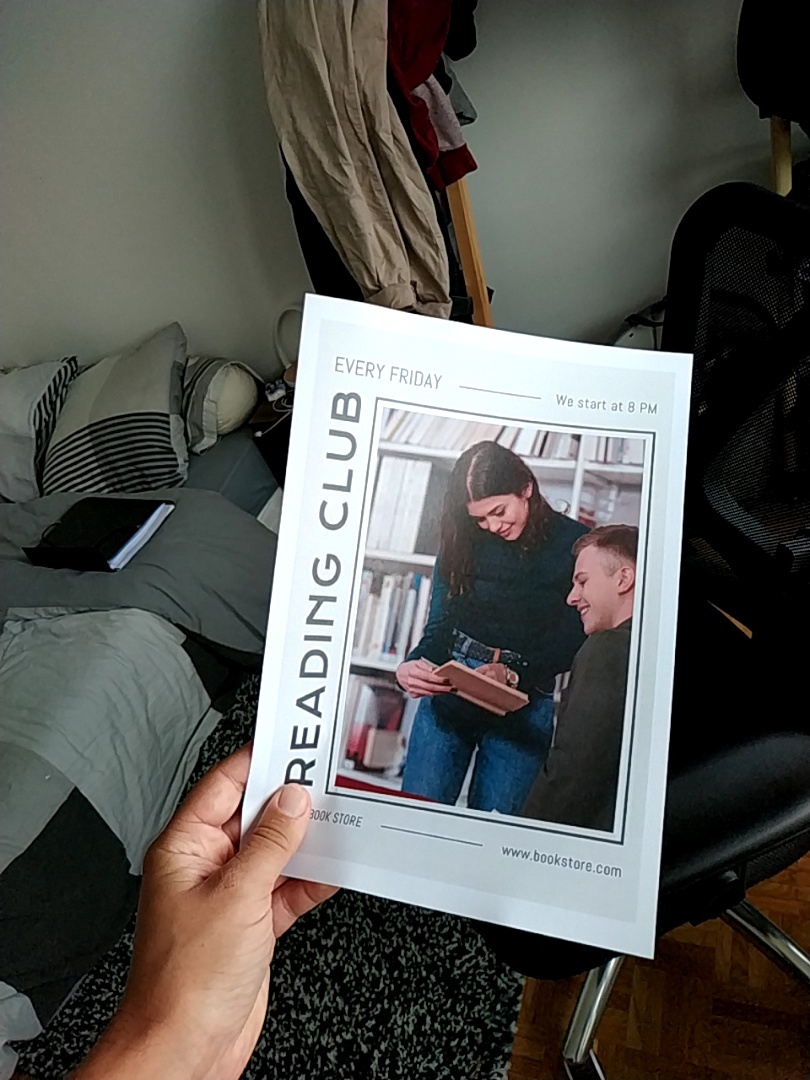 EVERY FRIDAY
We start at 8 PM
READING CLUB
BOOK STORE
www.bookstore.com